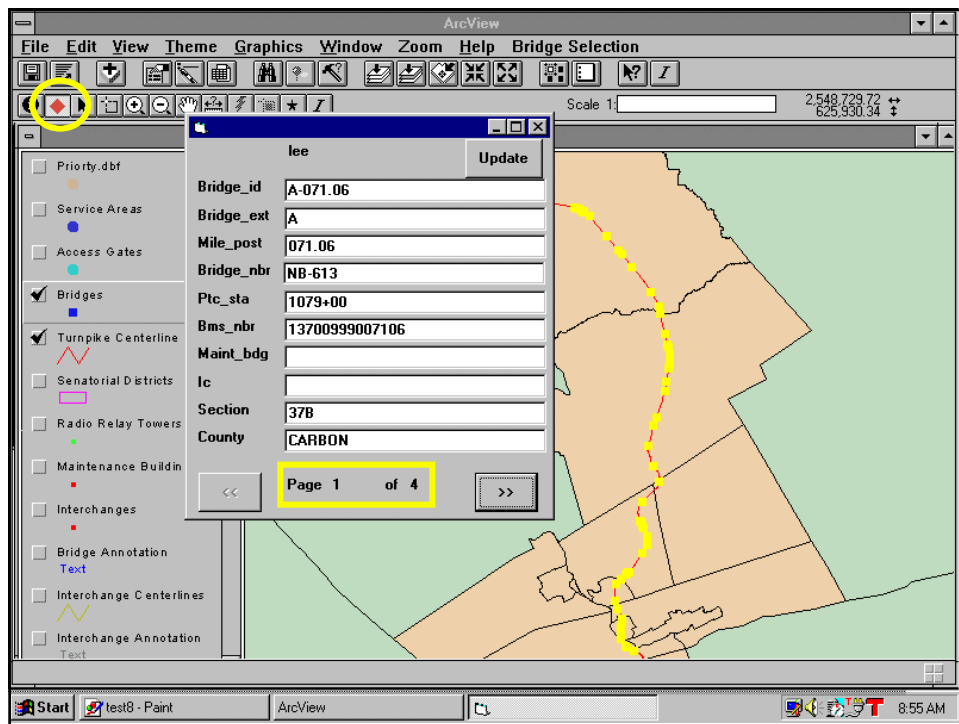 ArcView
File Edit View Theme Graphics Window Zoom Help Bridge Selection
Scale 1:
2,548,729.72
625,930.34
lee
Update
Bridge_id A-071.06
Bridge_ext A
Mile_post 071.06
Bridge_nbr NB-613
Ptc_sta 1079+00
Bms_nbr 13700999007106
Maint_bdg
Ic
Section 37B
County CARBON
<< Page 1 of 4 >>
Priorty.dbf
Service Areas
Access Gates
Bridges
Turnpike Centerline
Senatorial Districts
Radio Relay Towers
Maintenance Buildin
Interchanges
Bridge Annotation
Text
Interchange Centerlines
Interchange Annotation
Text
Start test8 - Paint ArcView 8:55 AM